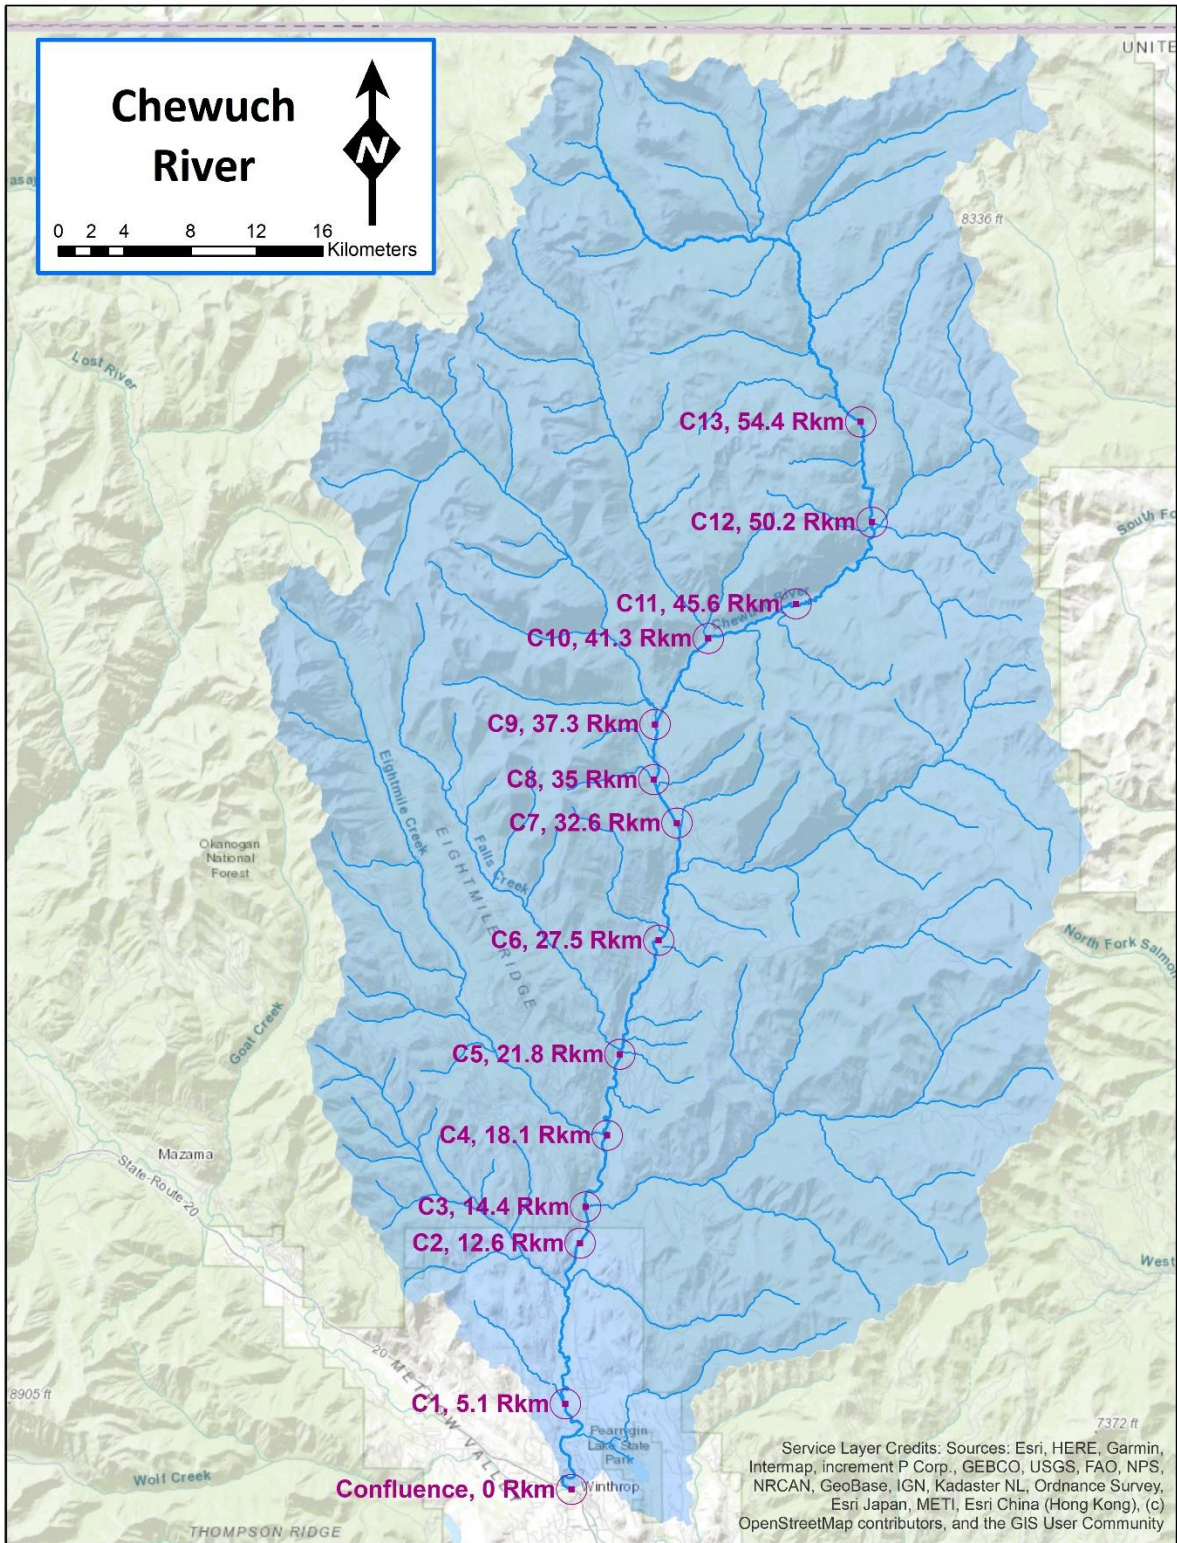 UNITE
Chewuch
River
N
0 2 4 8 12 16
Kilometers
8336 ft
Lost River
C13, 54.4 Rkm
South Fo
C12, 50.2 Rkm
C11, 45.6 Rkm
Chewuch River
C10, 41.3 Rkm
C9, 37.3 Rkm
Eightmile Creek
C8, 35 Rkm
C7, 32.6 Rkm
Okanogan
National
Forest
Falls Creek
EIGHTMILE RIDGE
C6, 27.5 Rkm
North Fork Salmon
Goat Creek
C5, 21.8 Rkm
C4, 18.1 Rkm
Mazama
State-Route-20
C3, 14.4 Rkm
C2, 12.6 Rkm
West
20
METHOW VALLEY
8905 ft
C1, 5.1 Rkm
7372 ft
Pearrygin
Lake State
Park
Wolf Creek
Confluence, 0 Rkm
Winthrop
THOMPSON RIDGE
Service Layer Credits: Sources: Esri, HERE, Garmin,
Intermap, increment P Corp., GEBCO, USGS, FAO, NPS,
NRCAN, GeoBase, IGN, Kadaster NL, Ordnance Survey,
Esri Japan, METI, Esri China (Hong Kong), (c)
OpenStreetMap contributors, and the GIS User Community